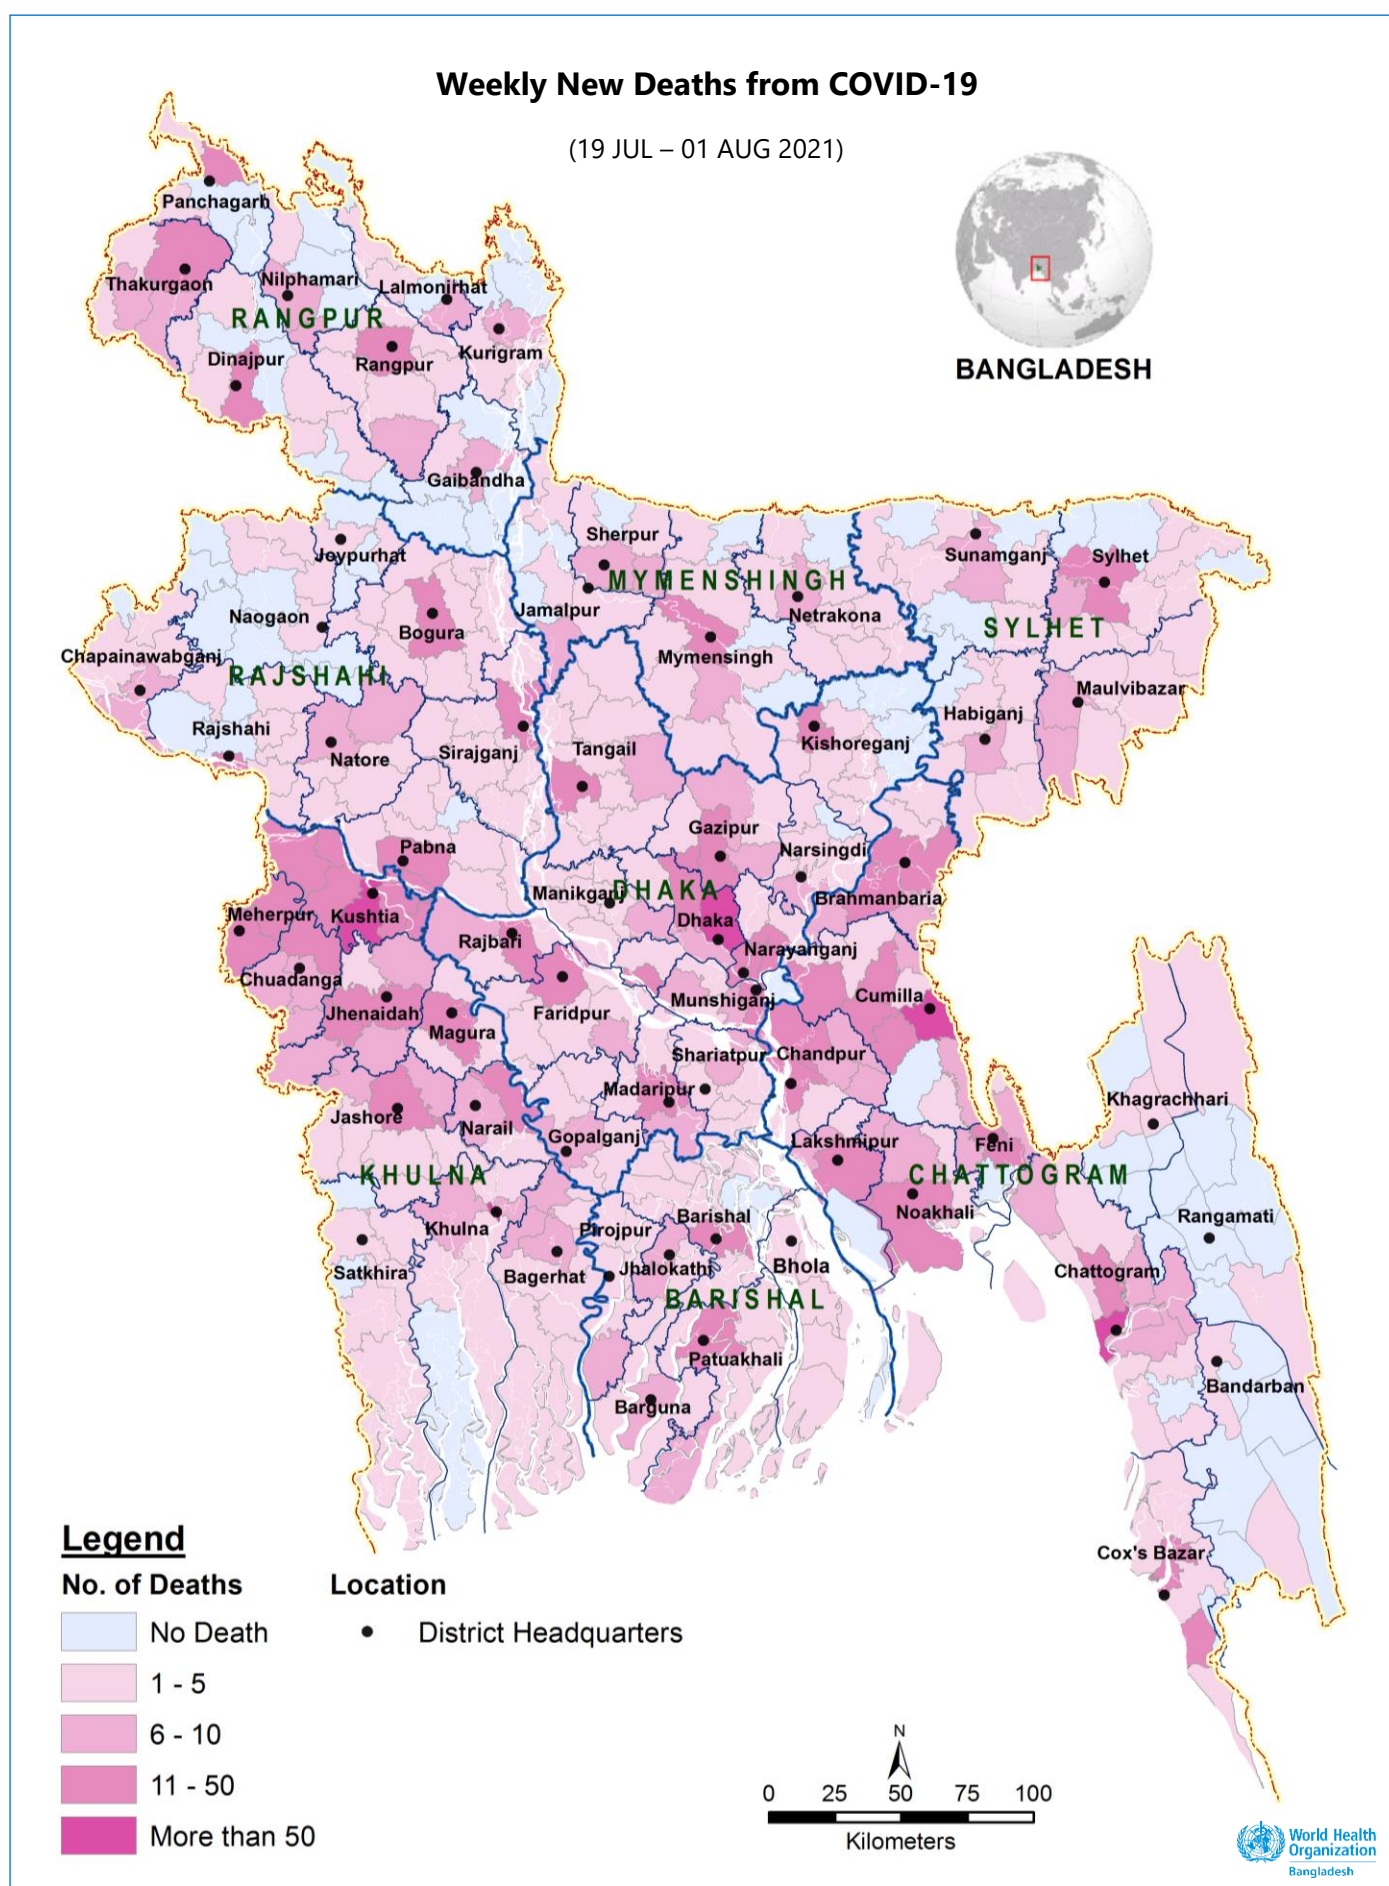 Weekly New Deaths from COVID-19
(19 JUL – 01 AUG 2021)
BANGLADESH
Panchagarh
Thakurgaon
Nilphamari
Lalmonirhat
RANGPUR
Dinajpur
Rangpur
Kurigram
Gaibandha
Joypurhat
Sherpur
MYMENSHINGH
Jamalpur
Netrakona
Sunamganj
Sylhet
SYLHET
Naogaon
Bogura
Mymensingh
Chapainawabganj
RAJSHAHI
Rajshahi
Natore
Sirajganj
Tangail
Kishoreganj
Habiganj
Maulvibazar
Pabna
Gazipur
Narsingdi
Manikganj
DHAKA
Dhaka
Brahmanbaria
Meherpur
Kushtia
Rajbari
Narayanganj
Chuadanga
Jhenaidah
Magura
Faridpur
Munshiganj
Cumilla
Shariatpur
Chandpur
Madaripur
Jashore
Narail
Gopalganj
Lakshmipur
Feni
Khagrachhari
KHULNA
CHATTOGRAM
Khulna
Pirojpur
Barishal
Noakhali
Rangamati
Satkhira
Bagerhat
Jhalokathi
Bhola
Chattogram
BARISHAL
Patuakhali
Barguna
Bandarban
Cox's Bazar
Legend
No. of Deaths
Location
No Death
District Headquarters
1 - 5
6 - 10
11 - 50
More than 50
N
0 25 50 75 100
Kilometers
World Health
Organization
Bangladesh